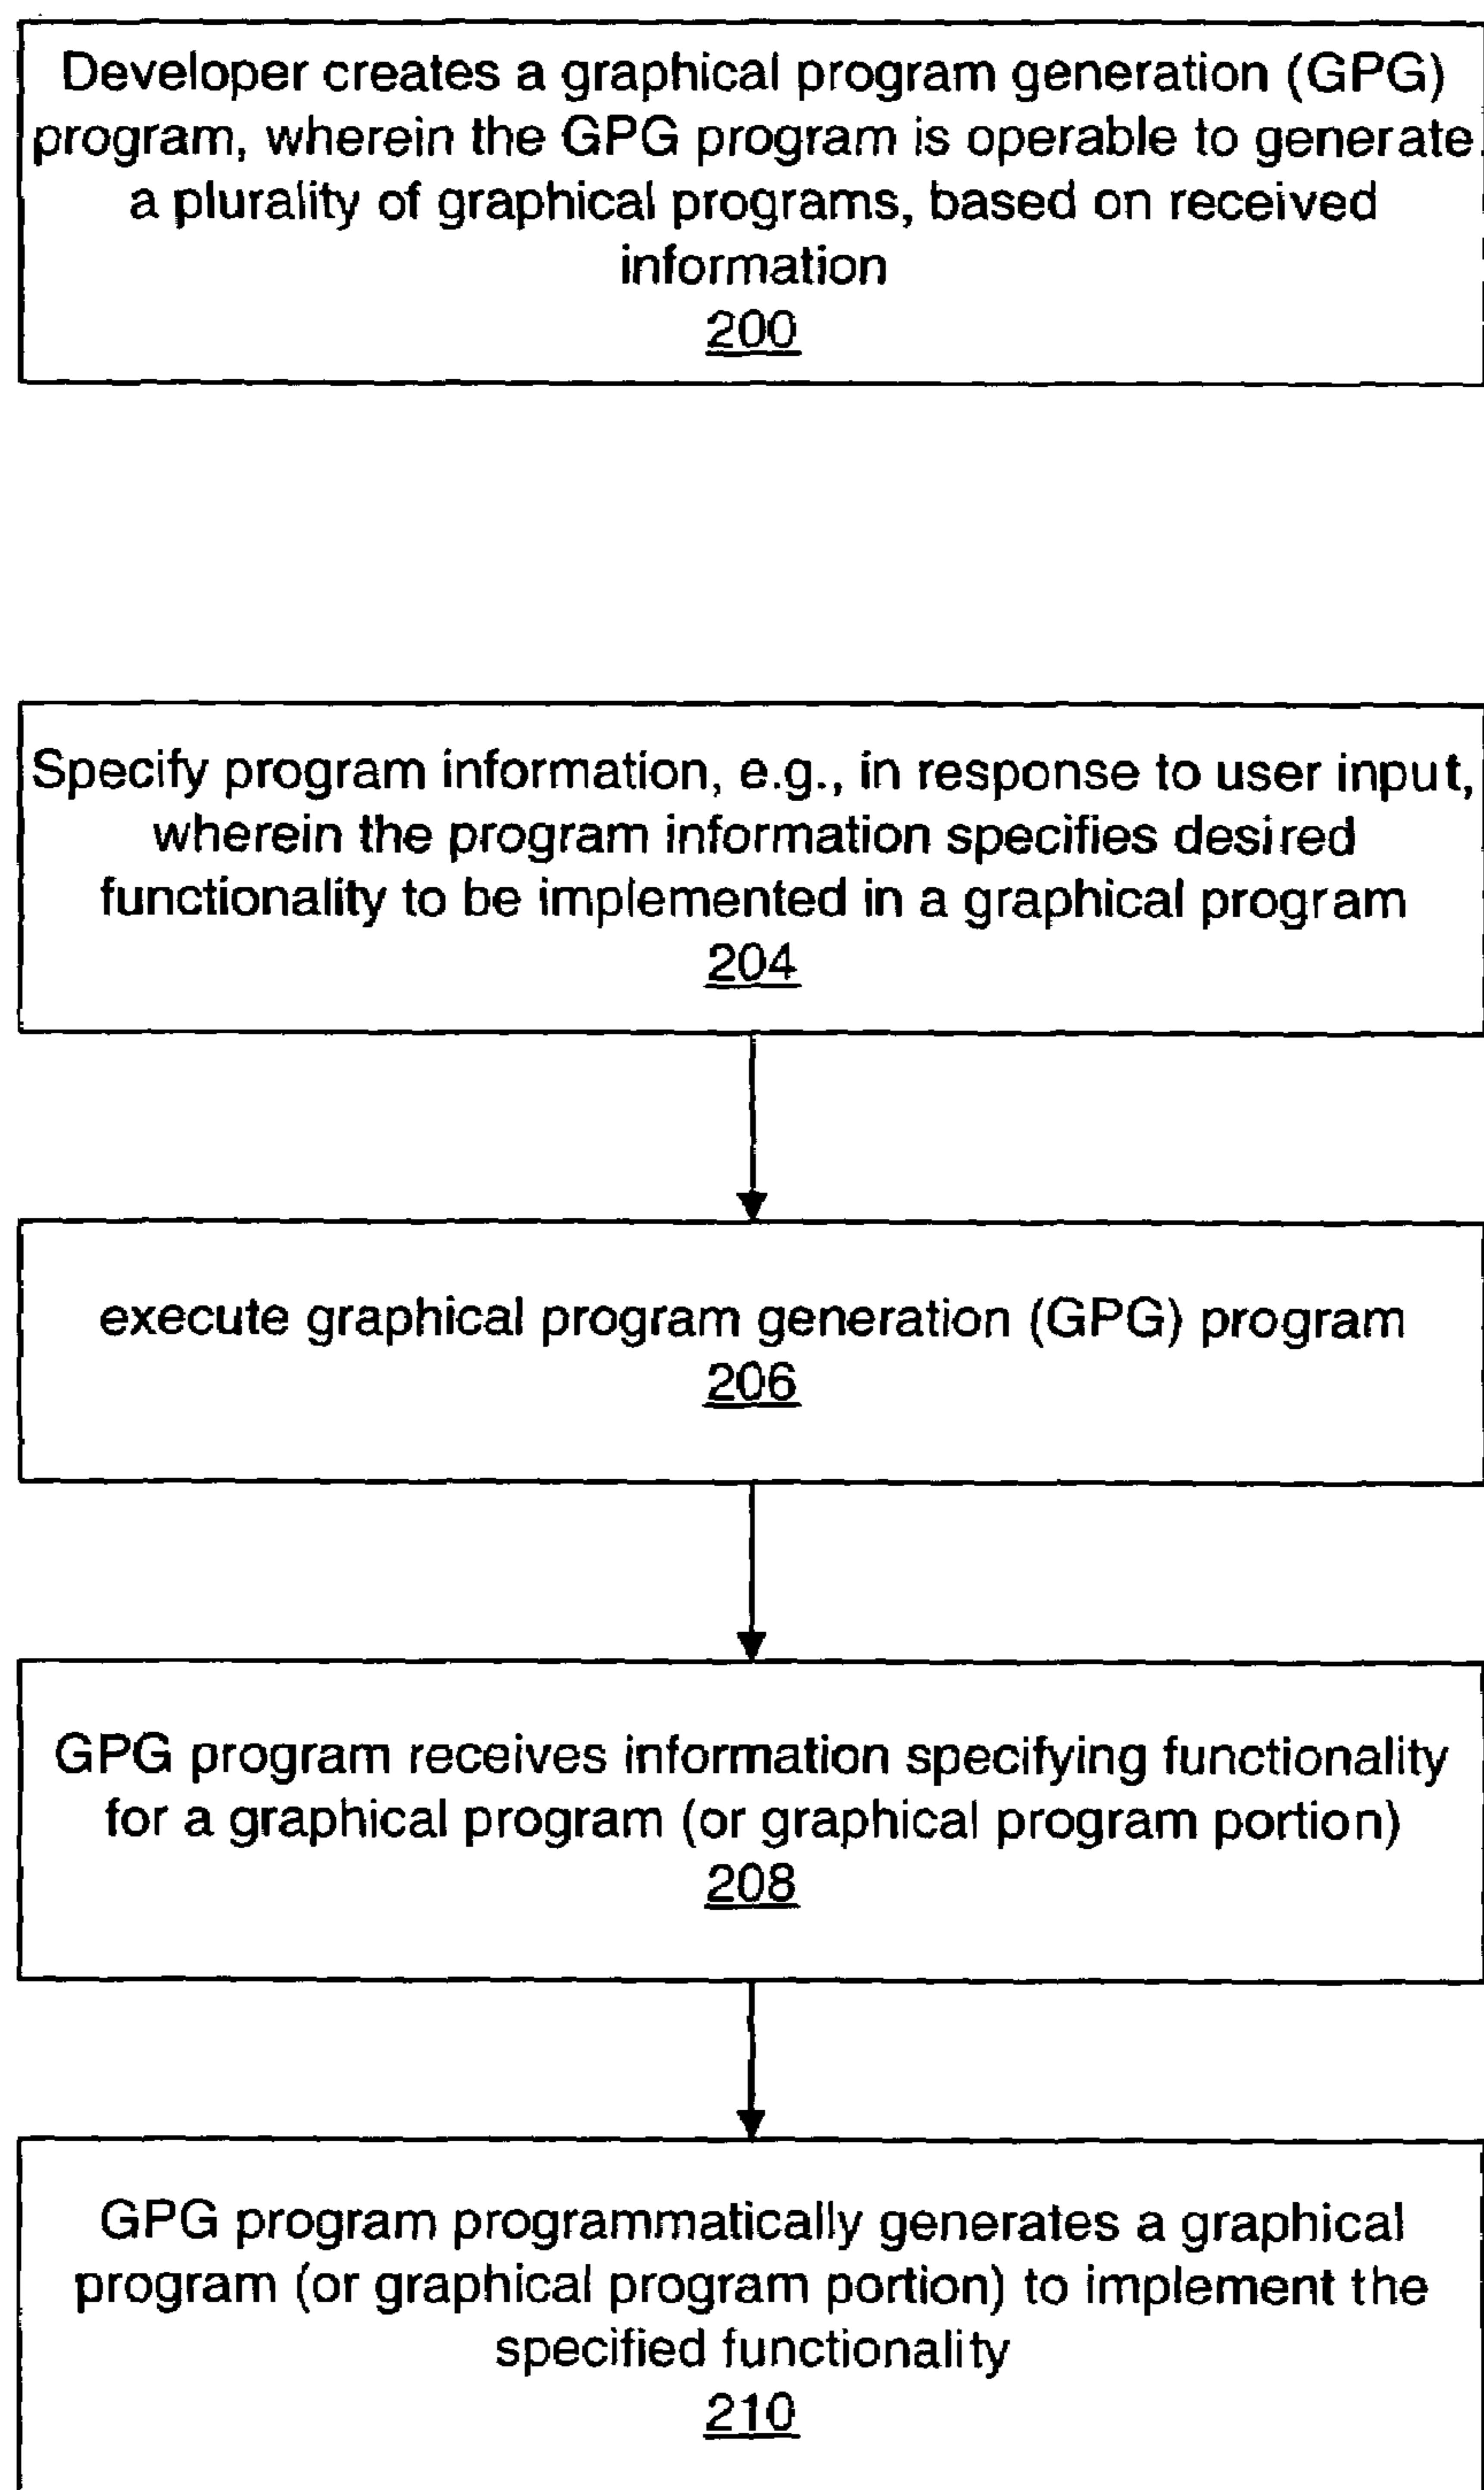 Developer creates a graphical program generation (GPG)
program, wherein the GPG program is operable to generate
a plurality of graphical programs, based on received
information
200
Specify program information, e.g., in response to user input,
wherein the program information specifies desired
functionality to be implemented in a graphical program
204
execute graphical program generation (GPG) program
206
GPG program receives information specifying functionality
for a graphical program (or graphical program portion)
208
GPG program programmatically generates a graphical
program (or graphical program portion) to implement the
specified functionality
210